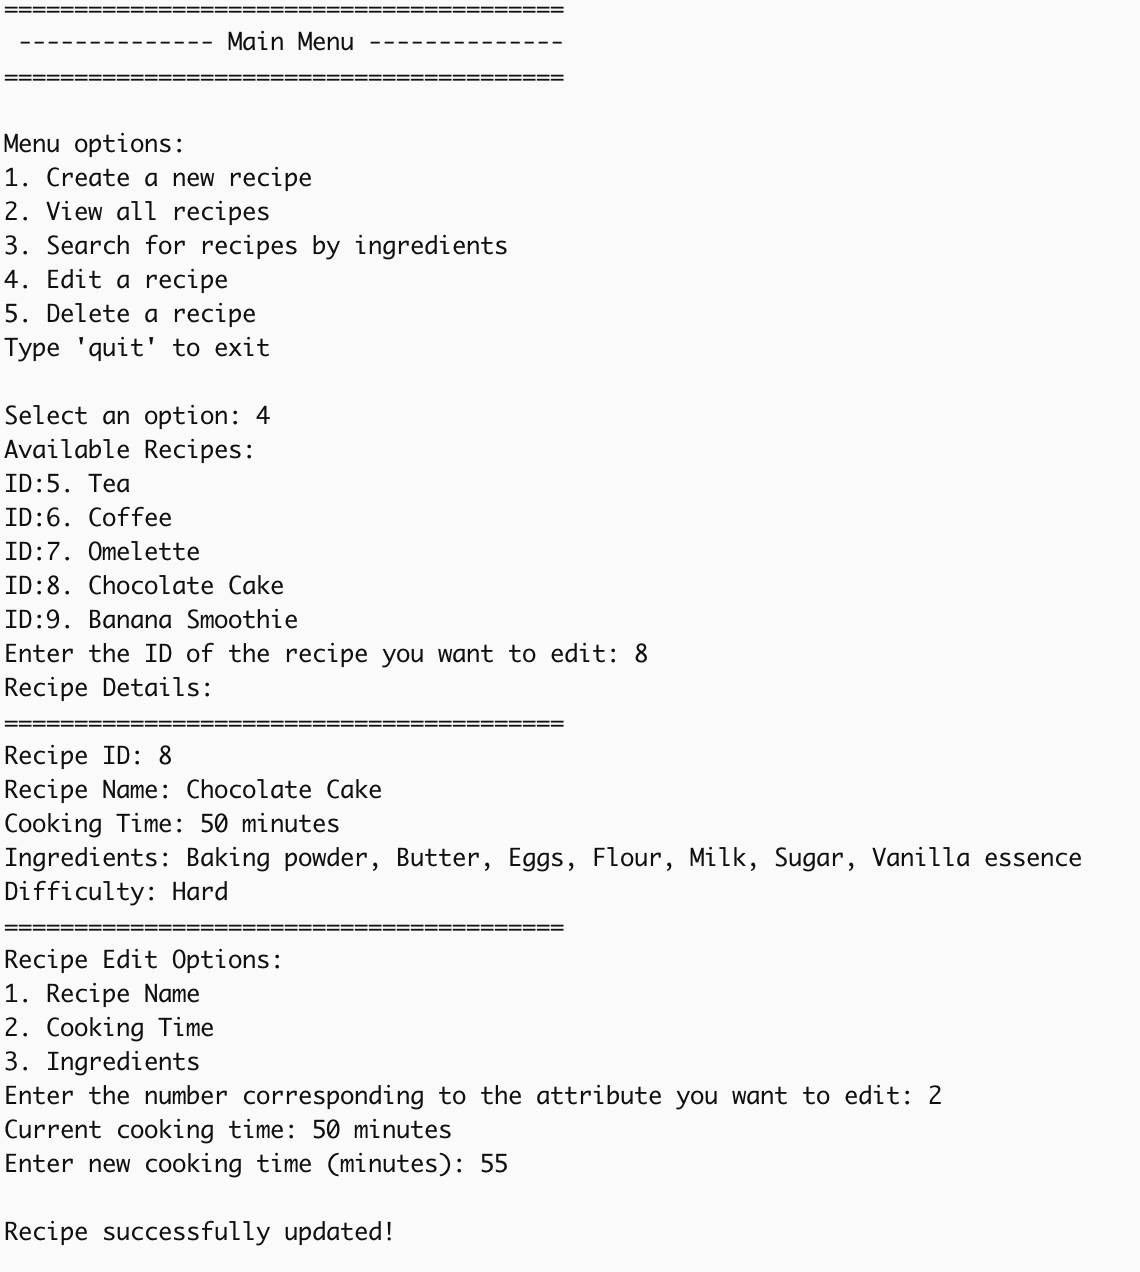 ========================================
-------------- Main Menu --------------
========================================
Menu options:
1. Create a new recipe
2. View all recipes
3. Search for recipes by ingredients
4. Edit a recipe
5. Delete a recipe
Type 'quit' to exit
Select an option: 4
Available Recipes:
ID:5. Tea
ID:6. Coffee
ID:7. Omelette
ID:8. Chocolate Cake
ID:9. Banana Smoothie
Enter the ID of the recipe you want to edit: 8
Recipe Details:
========================================
Recipe ID: 8
Recipe Name: Chocolate Cake
Cooking Time: 50 minutes
Ingredients: Baking powder, Butter, Eggs, Flour, Milk, Sugar, Vanilla essence
Difficulty: Hard
========================================
Recipe Edit Options:
1. Recipe Name
2. Cooking Time
3. Ingredients
Enter the number corresponding to the attribute you want to edit: 2
Current cooking time: 50 minutes
Enter new cooking time (minutes): 55
Recipe successfully updated!